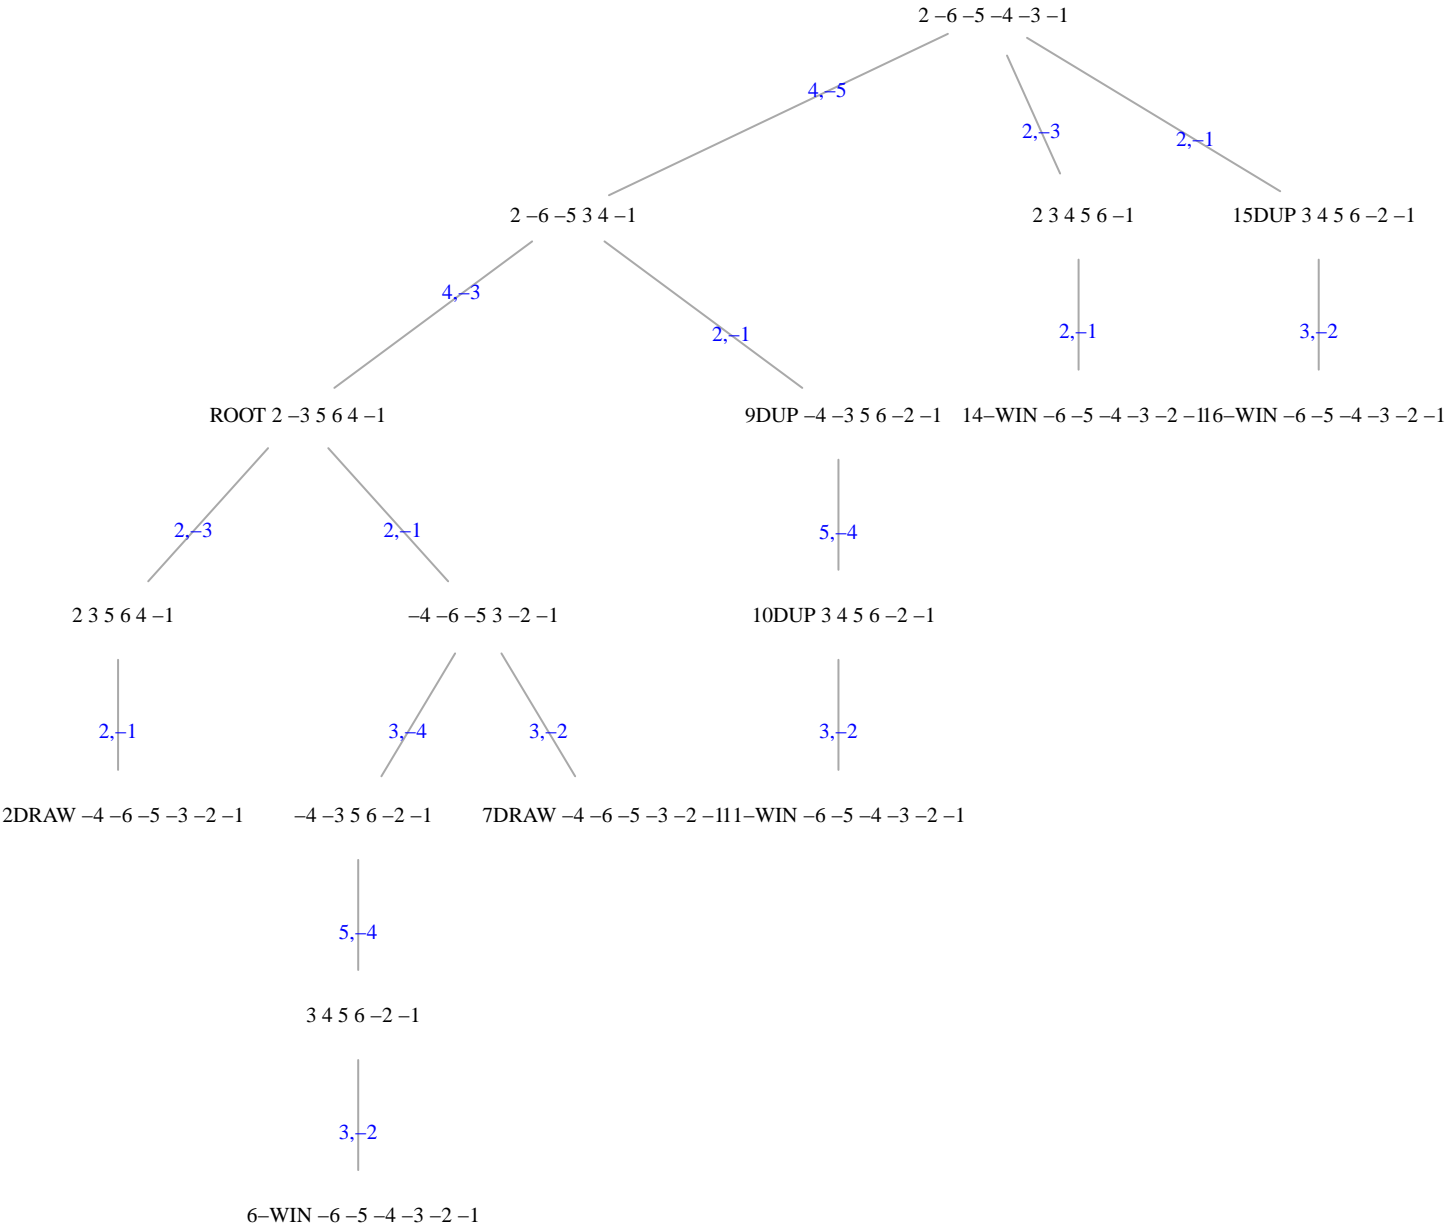 2 –6 –5 –4 –3 –1
4,–5
2,–3
2,–1
2 –6 –5 3 4 –1
2 3 4 5 6 –1
15DUP 3 4 5 6 –2 –1
4,–3
2,–1
2,–1
3,–2
ROOT 2 –3 5 6 4 –1
9DUP –4 –3 5 6 –2 –1
14–WIN –6 –5 –4 –3 –2 –1
16–WIN –6 –5 –4 –3 –2 –1
2,–3
2,–1
5,–4
2 3 5 6 4 –1
–4 –6 –5 3 –2 –1
10DUP 3 4 5 6 –2 –1
2,–1
3,–4
3,–2
3,–2
2DRAW –4 –6 –5 –3 –2 –1
–4 –3 5 6 –2 –1
7DRAW –4 –6 –5 –3 –2 –1
11–WIN –6 –5 –4 –3 –2 –1
5,–4
3 4 5 6 –2 –1
3,–2
6–WIN –6 –5 –4 –3 –2 –1